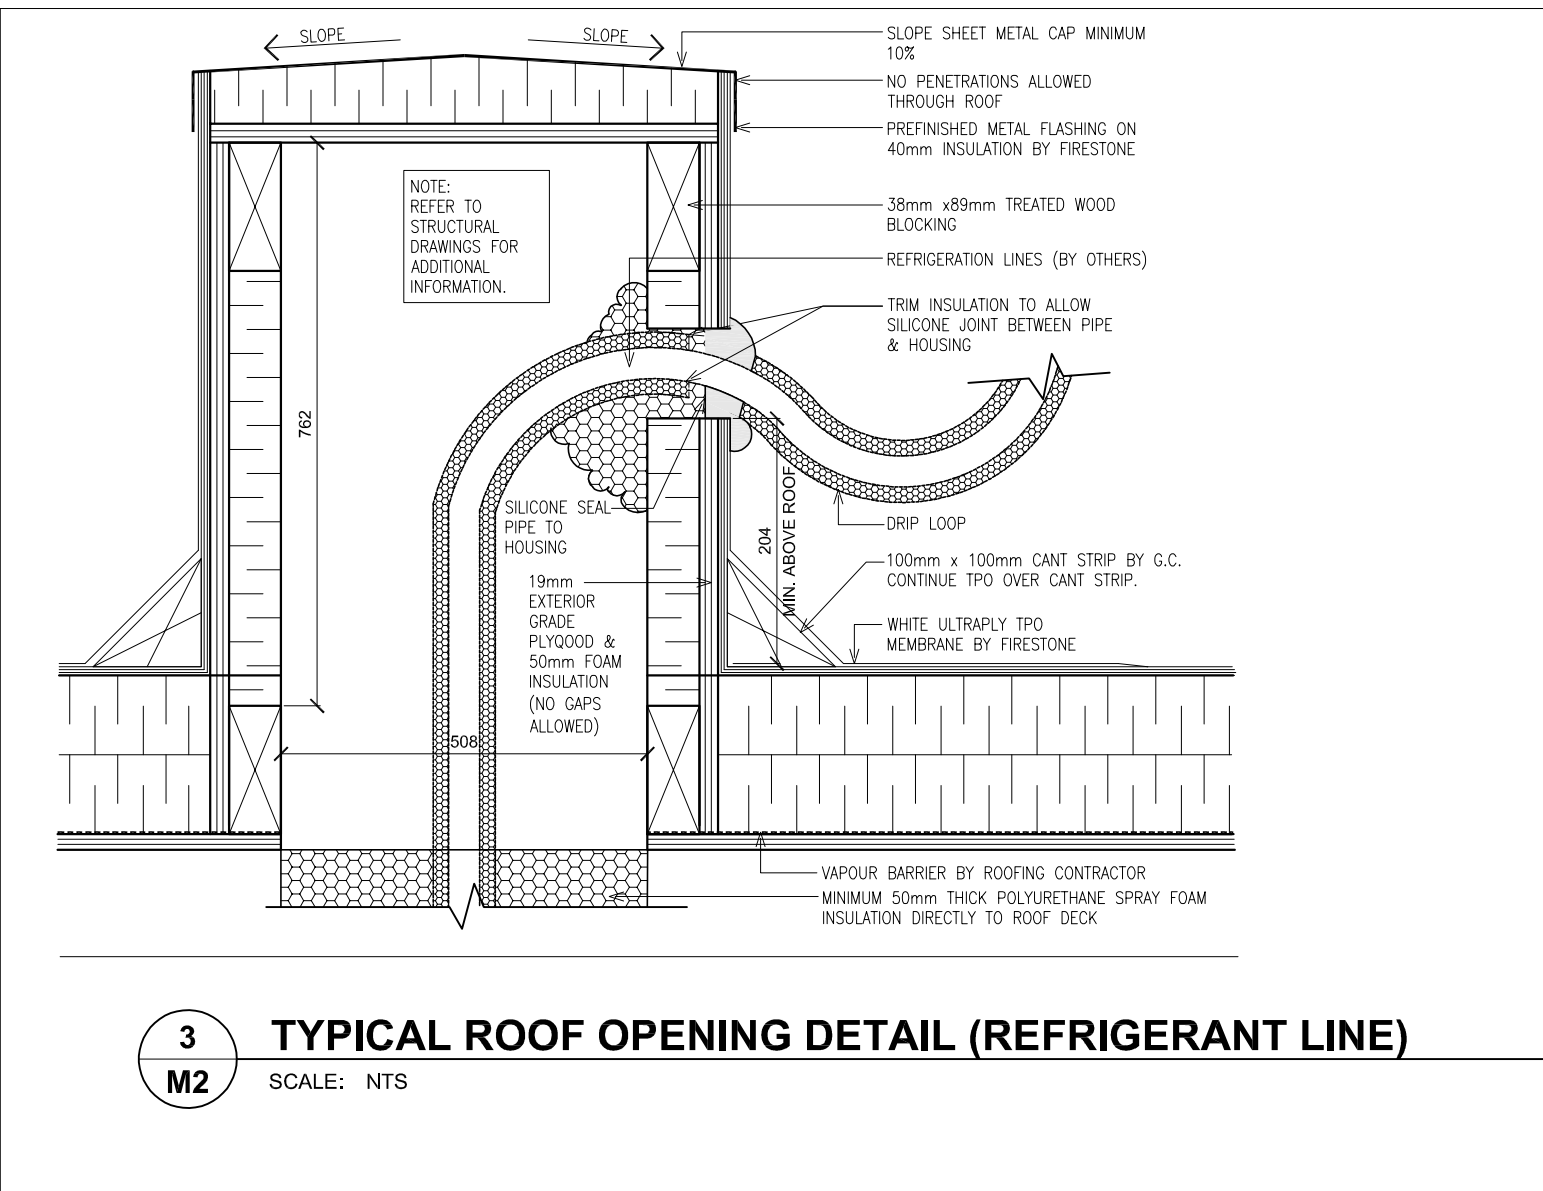 SLOPE
SLOPE
SLOPE SHEET METAL CAP MINIMUM
10%
NO PENETRATIONS ALLOWED
THROUGH ROOF
PREFINISHED METAL FLASHING ON
40mm INSULATION BY FIRESTONE
NOTE:
REFER TO
STRUCTURAL
DRAWINGS FOR
ADDITIONAL
INFORMATION.
38mm x89mm TREATED WOOD
BLOCKING
REFRIGERATION LINES (BY OTHERS)
TRIM INSULATION TO ALLOW
SILICONE JOINT BETWEEN PIPE
& HOUSING
762
SILICONE SEAL
PIPE TO
HOUSING
204
MIN. ABOVE ROOF
DRIP LOOP
19mm
EXTERIOR
GRADE
PLYQOOD &
50mm FOAM
INSULATION
(NO GAPS
ALLOWED)
100mm x 100mm CANT STRIP BY G.C.
CONTINUE TPO OVER CANT STRIP.
WHITE ULTRAPLY TPO
MEMBRANE BY FIRESTONE
508
VAPOUR BARRIER BY ROOFING CONTRACTOR
MINIMUM 50mm THICK POLYURETHANE SPRAY FOAM
INSULATION DIRECTLY TO ROOF DECK
3
M2
TYPICAL ROOF OPENING DETAIL (REFRIGERANT LINE)
SCALE: NTS